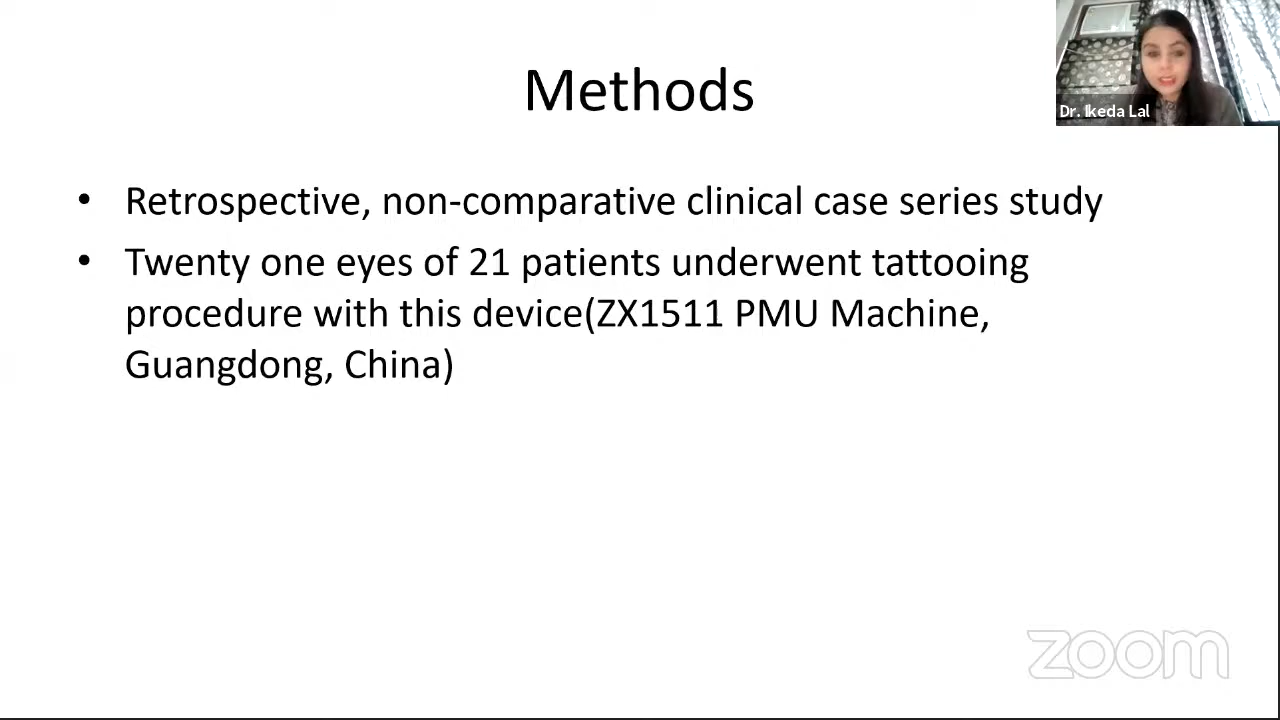 Methods
Dr. Ikeda Lal
• Retrospective, non-comparative clinical case series study
• Twenty one eyes of 21 patients underwent tattooing
procedure with this device(ZX1511 PMU Machine,
Guangdong, China)
zoom